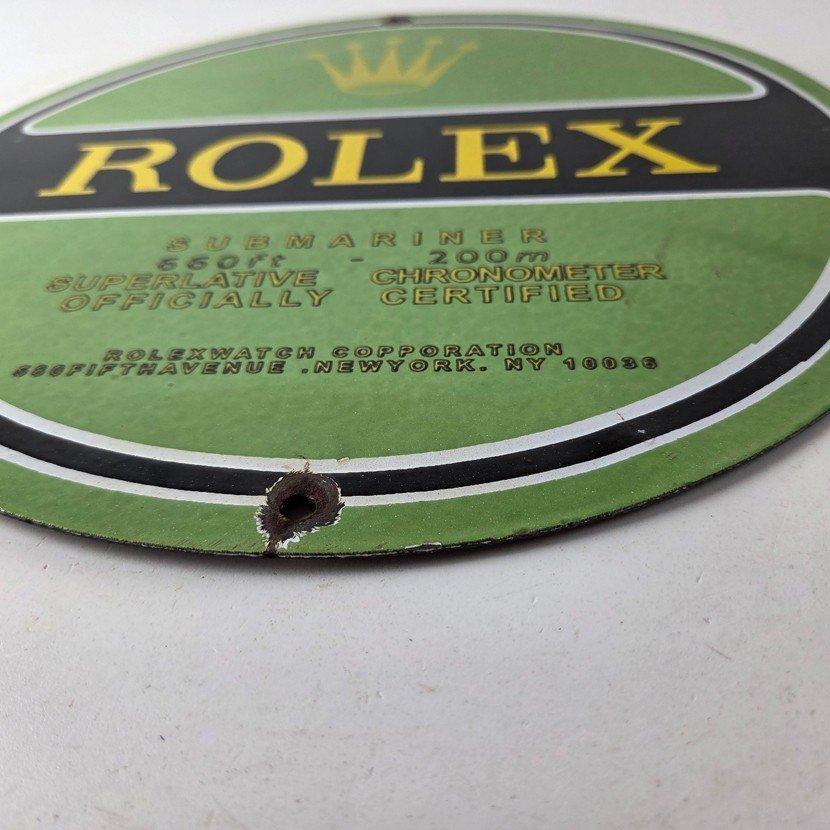 ROLEX
SUBMARINER
660ft - 200m
SUPERLATIVE CHRONOMETER
OFFICIALLY CERTIFIED
ROLEXWATCH COPPORATION
580FIFTHAVENUE .NEWYORK. NY 10036